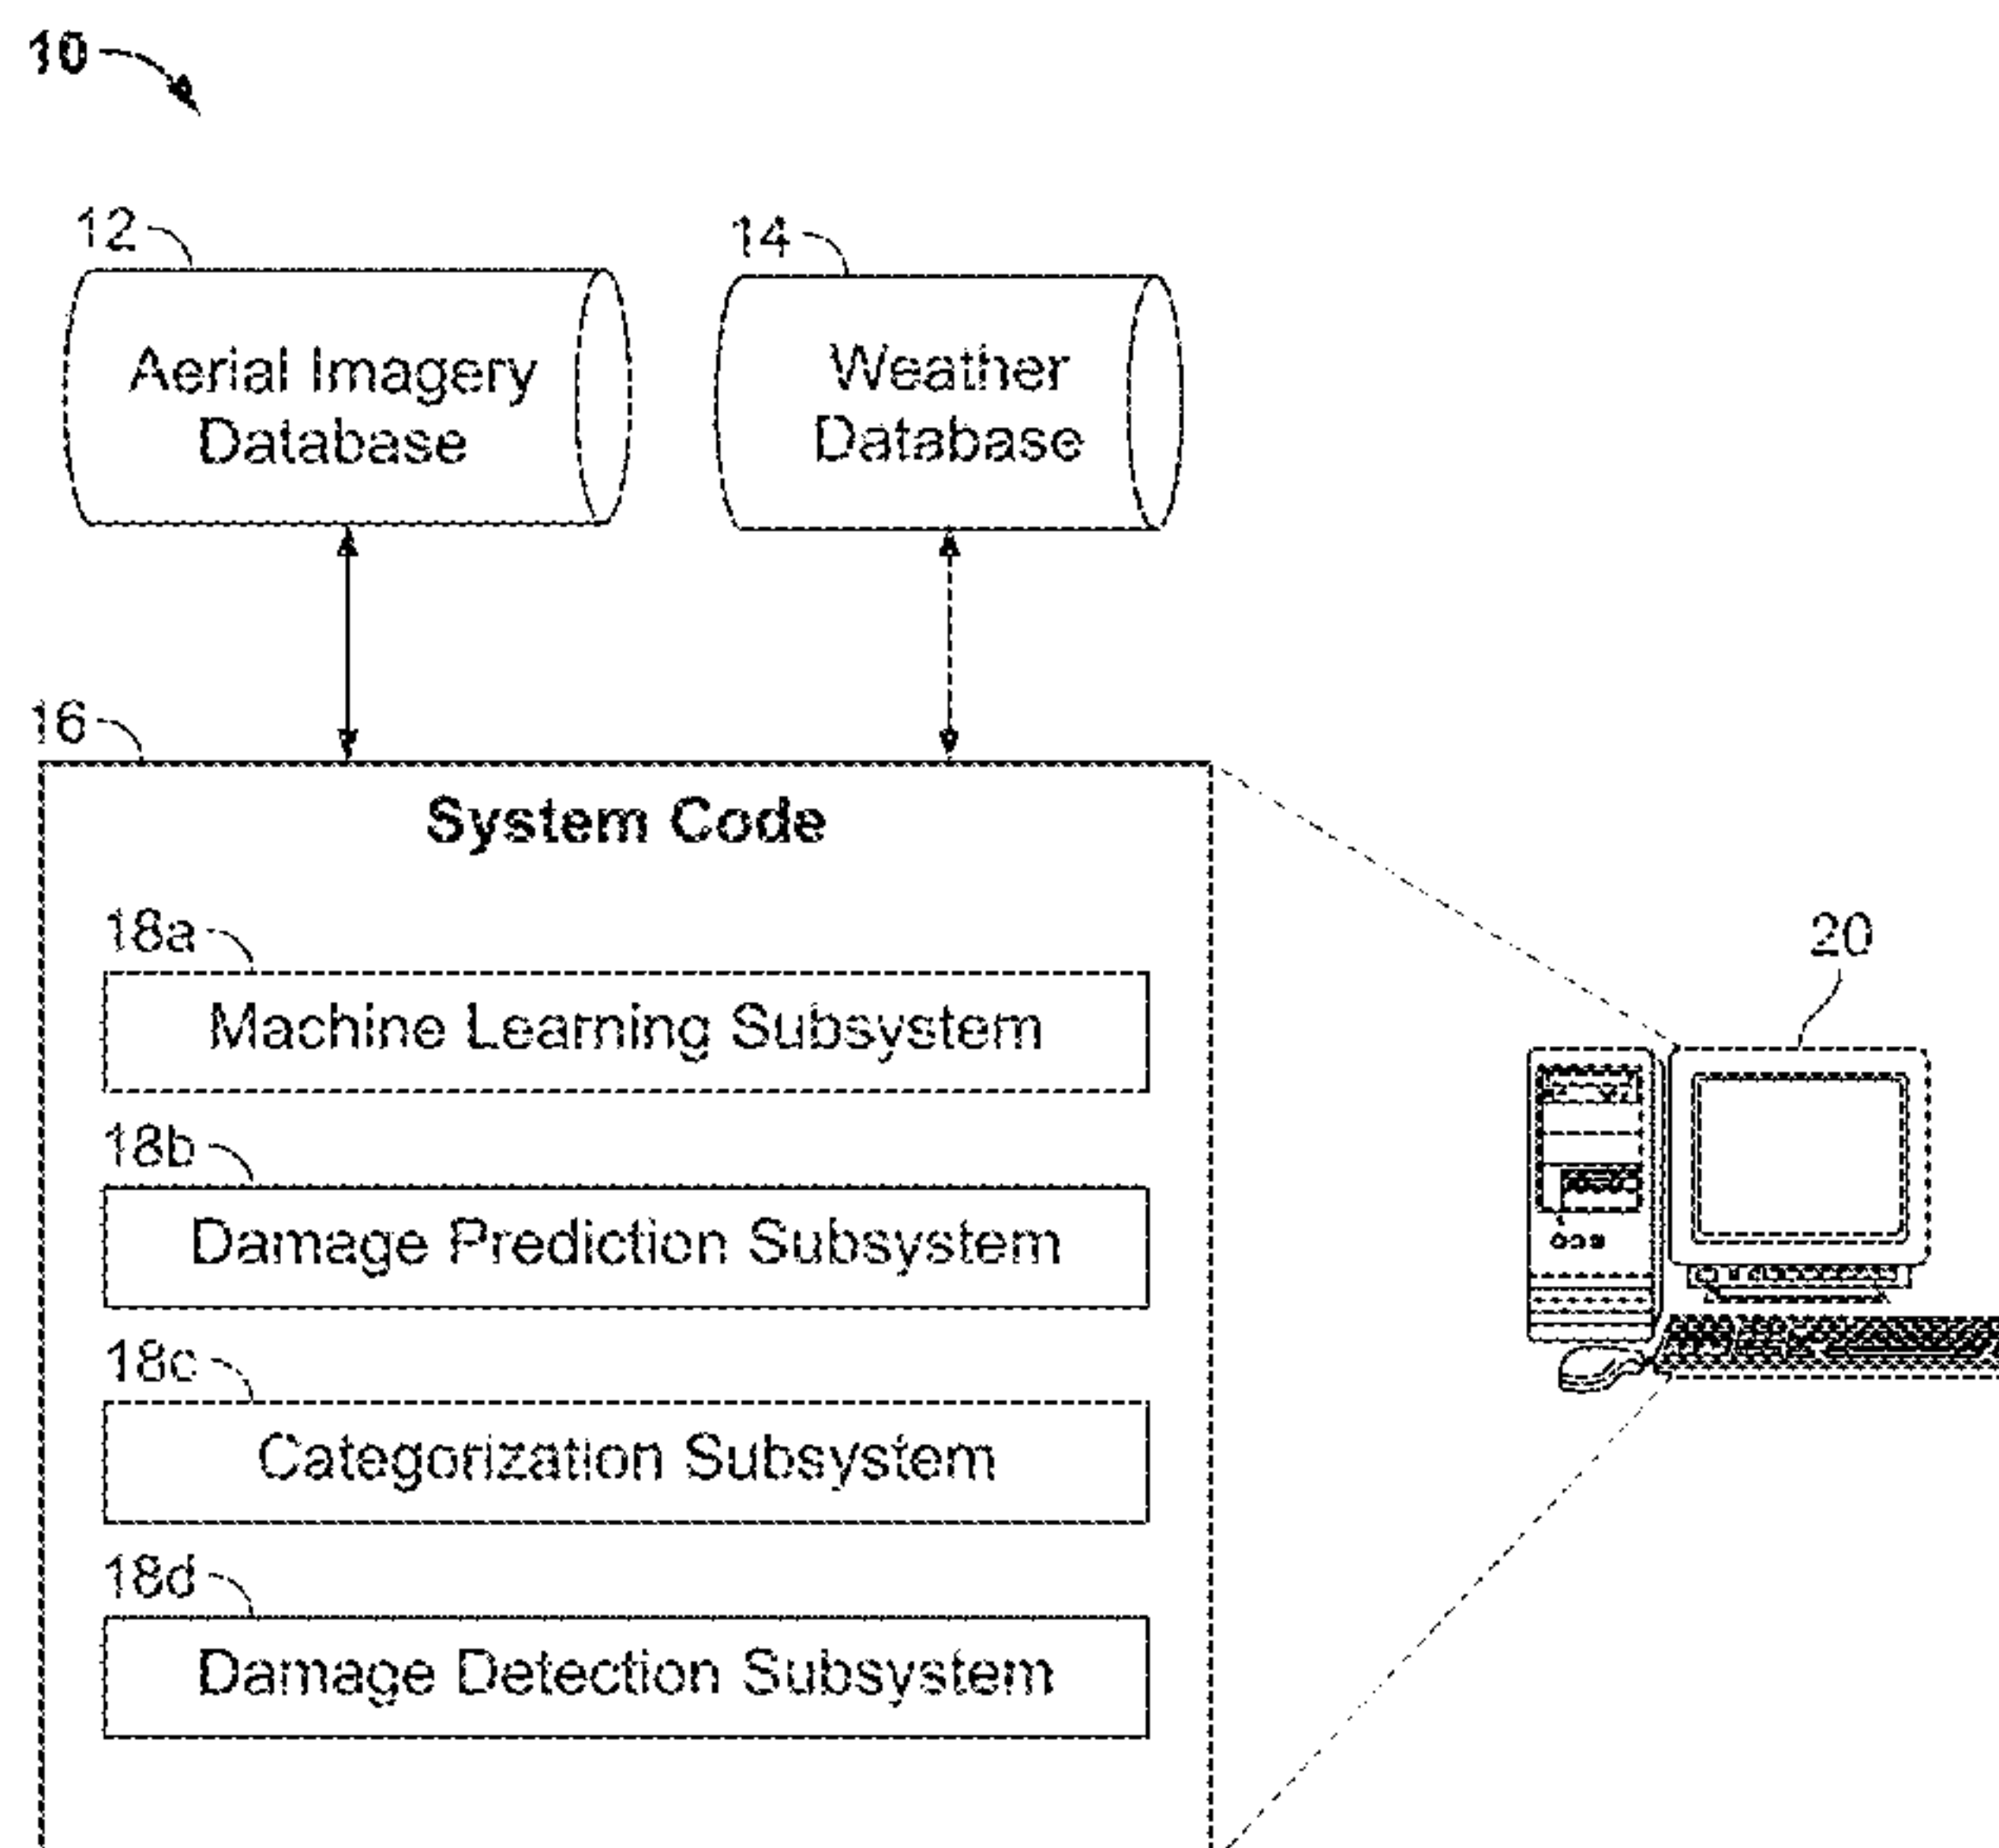 10
12
14
Aerial Imagery
Database
Weather
Database
16
System Code
18a
Machine Learning Subsystem
18b
Damage Prediction Subsystem
18c
Categorization Subsystem
18d
Damage Detection Subsystem
20